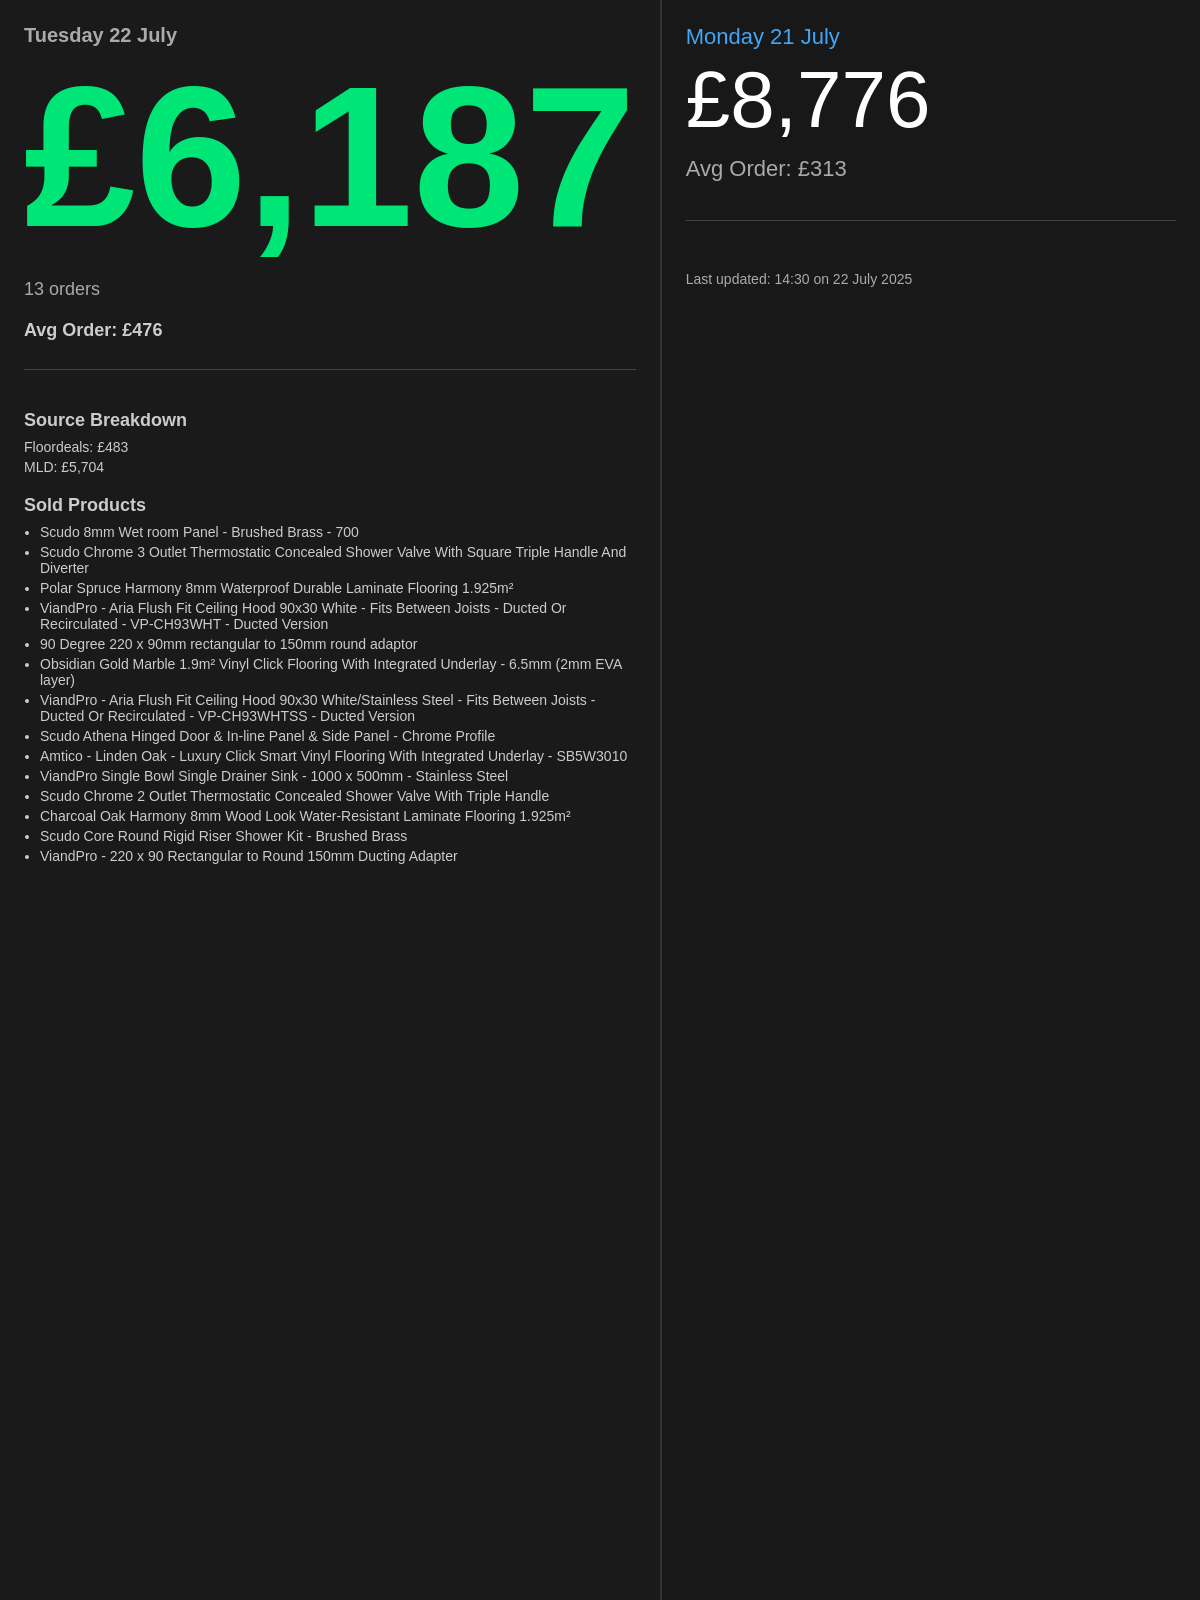 Tuesday 22 July
£6,187
13 orders
Avg Order: £476
Source Breakdown
Floordeals: £483
MLD: £5,704
Sold Products
• Scudo 8mm Wet room Panel - Brushed Brass - 700
• Scudo Chrome 3 Outlet Thermostatic Concealed Shower Valve With Square Triple Handle And
Diverter
• Polar Spruce Harmony 8mm Waterproof Durable Laminate Flooring 1.925m²
• ViandPro - Aria Flush Fit Ceiling Hood 90x30 White - Fits Between Joists - Ducted Or
Recirculated - VP-CH93WHT - Ducted Version
• 90 Degree 220 x 90mm rectangular to 150mm round adaptor
• Obsidian Gold Marble 1.9m² Vinyl Click Flooring With Integrated Underlay - 6.5mm (2mm EVA
layer)
• ViandPro - Aria Flush Fit Ceiling Hood 90x30 White/Stainless Steel - Fits Between Joists -
Ducted Or Recirculated - VP-CH93WHTSS - Ducted Version
• Scudo Athena Hinged Door & In-line Panel & Side Panel - Chrome Profile
• Amtico - Linden Oak - Luxury Click Smart Vinyl Flooring With Integrated Underlay - SB5W3010
• ViandPro Single Bowl Single Drainer Sink - 1000 x 500mm - Stainless Steel
• Scudo Chrome 2 Outlet Thermostatic Concealed Shower Valve With Triple Handle
• Charcoal Oak Harmony 8mm Wood Look Water-Resistant Laminate Flooring 1.925m²
• Scudo Core Round Rigid Riser Shower Kit - Brushed Brass
• ViandPro - 220 x 90 Rectangular to Round 150mm Ducting Adapter
Monday 21 July
£8,776
Avg Order: £313
Last updated: 14:30 on 22 July 2025